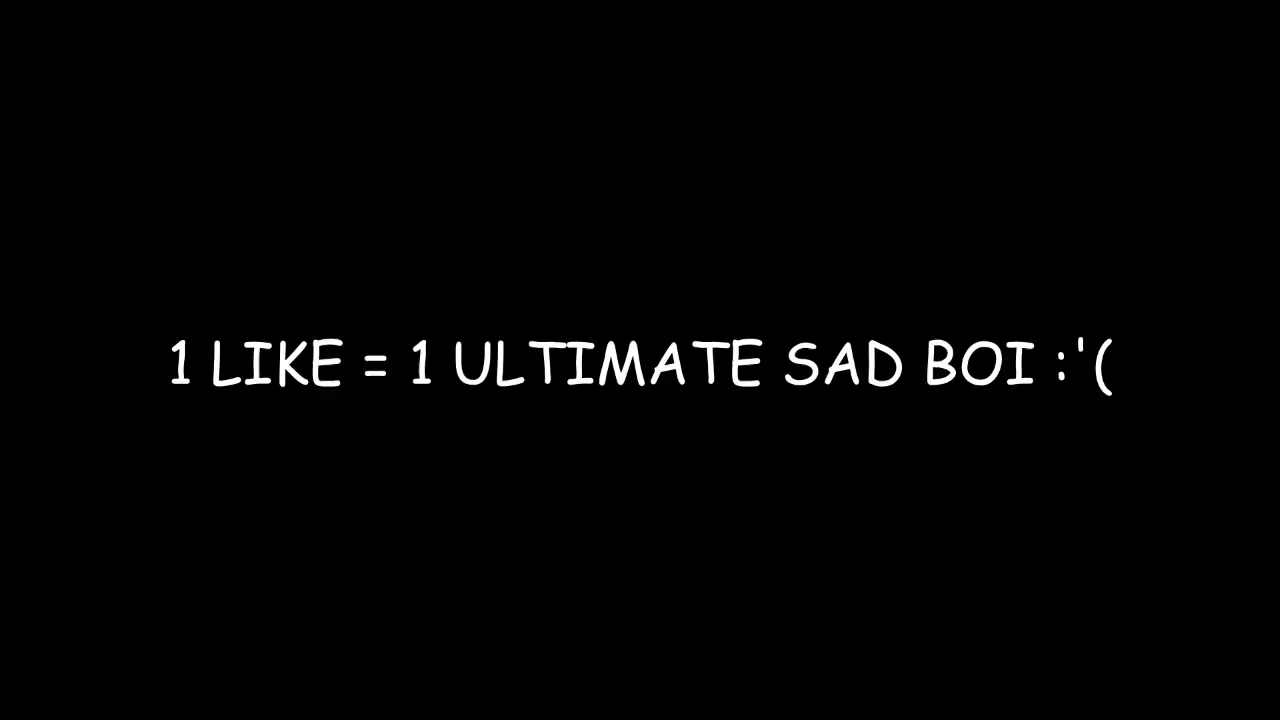 1 LIKE = 1 ULTIMATE SAD BOI :'(